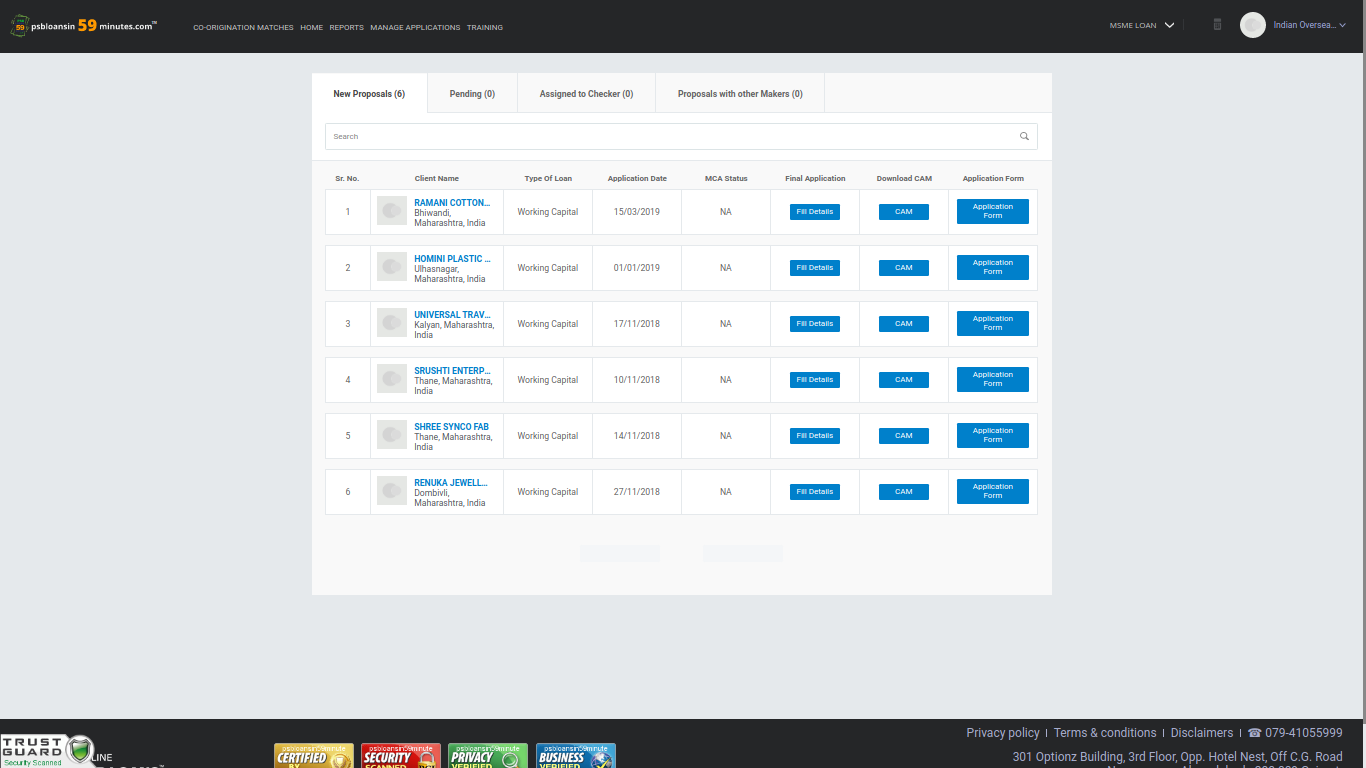 psbloansin 59 minutes.com™
CO-ORIGINATION MATCHES HOME REPORTS MANAGE APPLICATIONS TRAINING
MSME LOAN
Indian Oversea...
New Proposals (6) Pending (0) Assigned to Checker (0) Proposals with other Makers (0)
Search
Sr. No. Client Name Type Of Loan Application Date MCA Status Final Application Download CAM Application Form
1
RAMANI COTTON...
Bhiwandi,
Maharashtra, India
Working Capital 15/03/2019 NA Fill Details CAM
Application
Form
2
HOMINI PLASTIC ...
Ulhasnagar,
Maharashtra, India
Working Capital 01/01/2019 NA Fill Details CAM
Application
Form
3
UNIVERSAL TRAV...
Kalyan, Maharashtra,
India
Working Capital 17/11/2018 NA Fill Details CAM
Application
Form
4
SRUSHTI ENTERP...
Thane, Maharashtra,
India
Working Capital 10/11/2018 NA Fill Details CAM
Application
Form
5
SHREE SYNCO FAB
Thane, Maharashtra,
India
Working Capital 14/11/2018 NA Fill Details CAM
Application
Form
6
RENUKA JEWELL...
Dombivli,
Maharashtra, India
Working Capital 27/11/2018 NA Fill Details CAM
Application
Form
Privacy policy | Terms & conditions | Disclaimers | ☎ 079-41055999
301 Optionz Building, 3rd Floor, Opp. Hotel Nest, Off C.G. Road
TRUST
GUARD
Security Scanned
LINE
psbloansin59minute
CERTIFIED
BY
psbloansin59minute
SECURITY
SCANNED
psbloansin59minute
PRIVACY
VERIFIED
psbloansin59minute
BUSINESS
VERIFIED